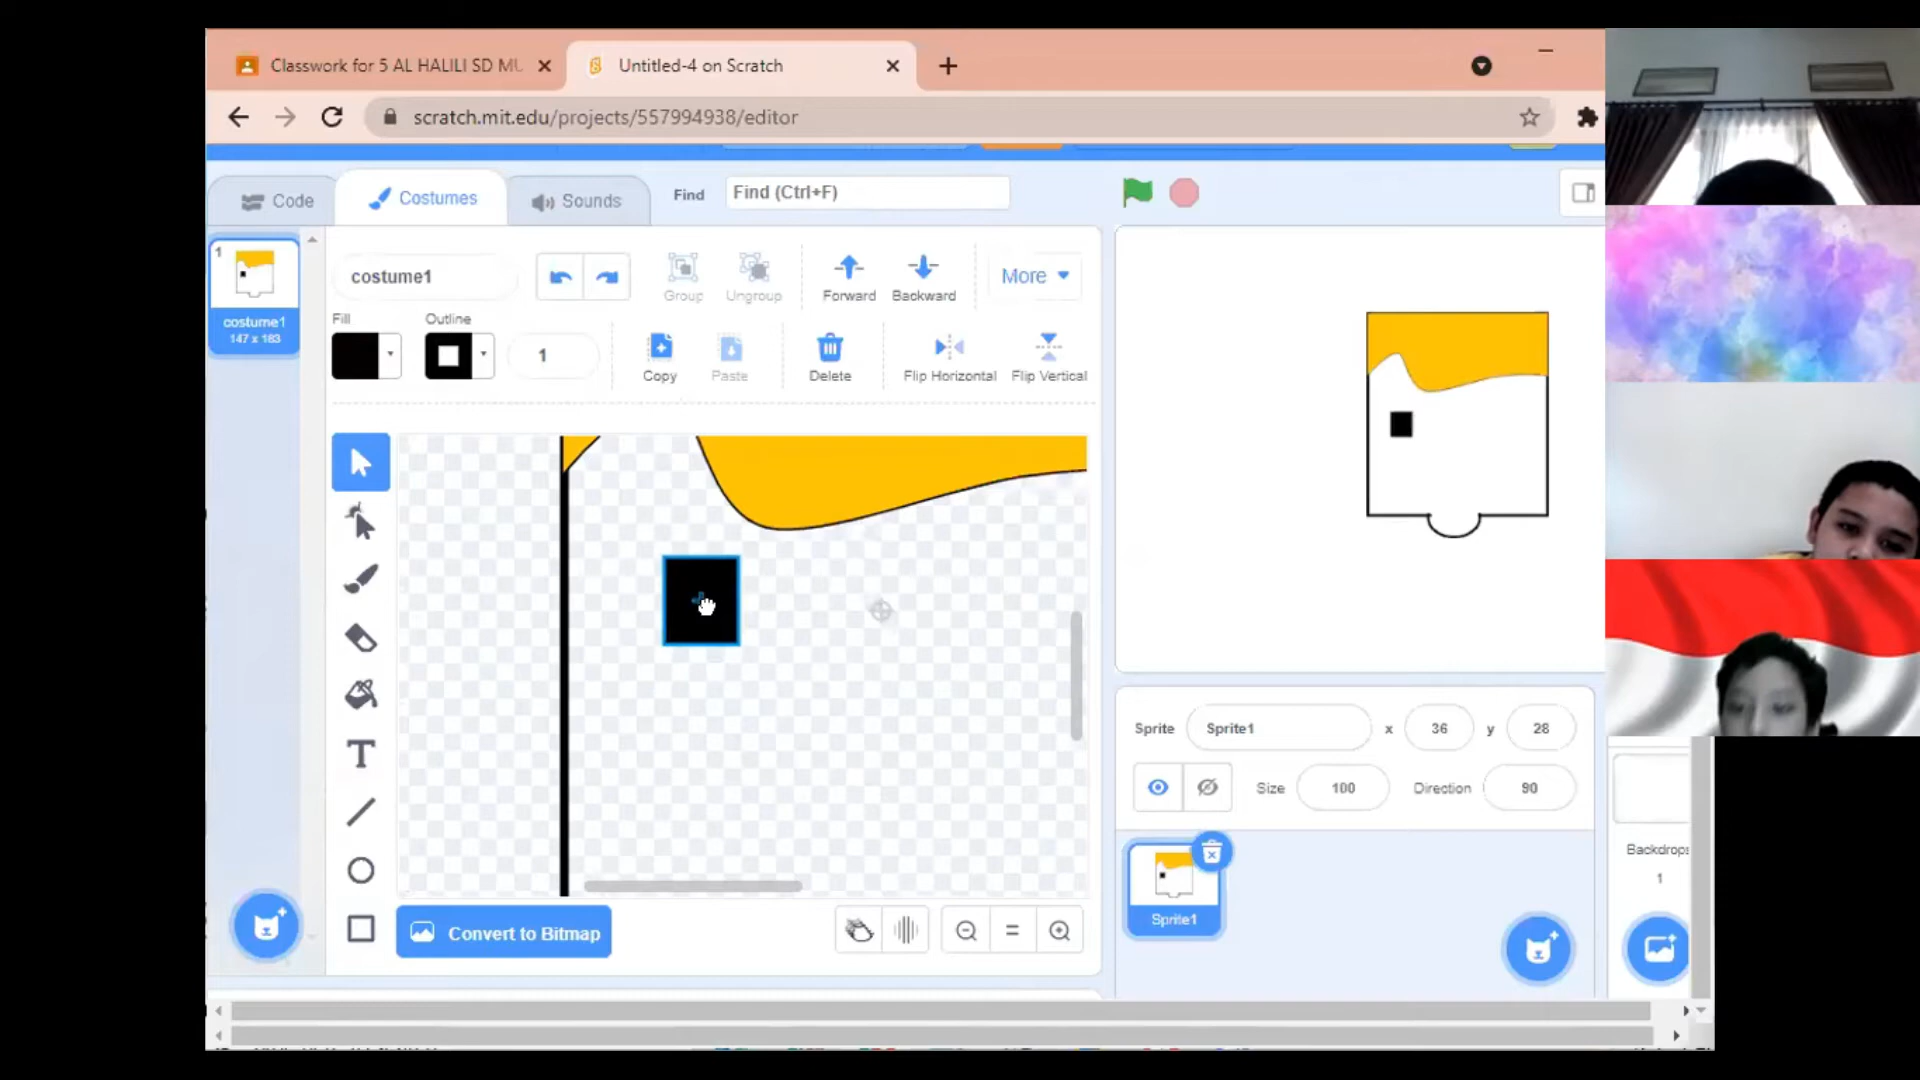 Classwork for 5 AL HALILI SD MU
Untitled-4 on Scratch
scratch.mit.edu/projects/557994938/editor
Code
Costumes
Sounds
Find
Find (Ctrl+F)
1
costume1
147 x 183
costume1
Group
Ungroup
Forward
Backward
More
Fill
Outline
1
Copy
Paste
Delete
Flip Horizontal
Flip Vertical
T
Convert to Bitmap
Sprite
Sprite1
x
36
y
28
Size
100
Direction
90
Sprite1
Backdrops
1